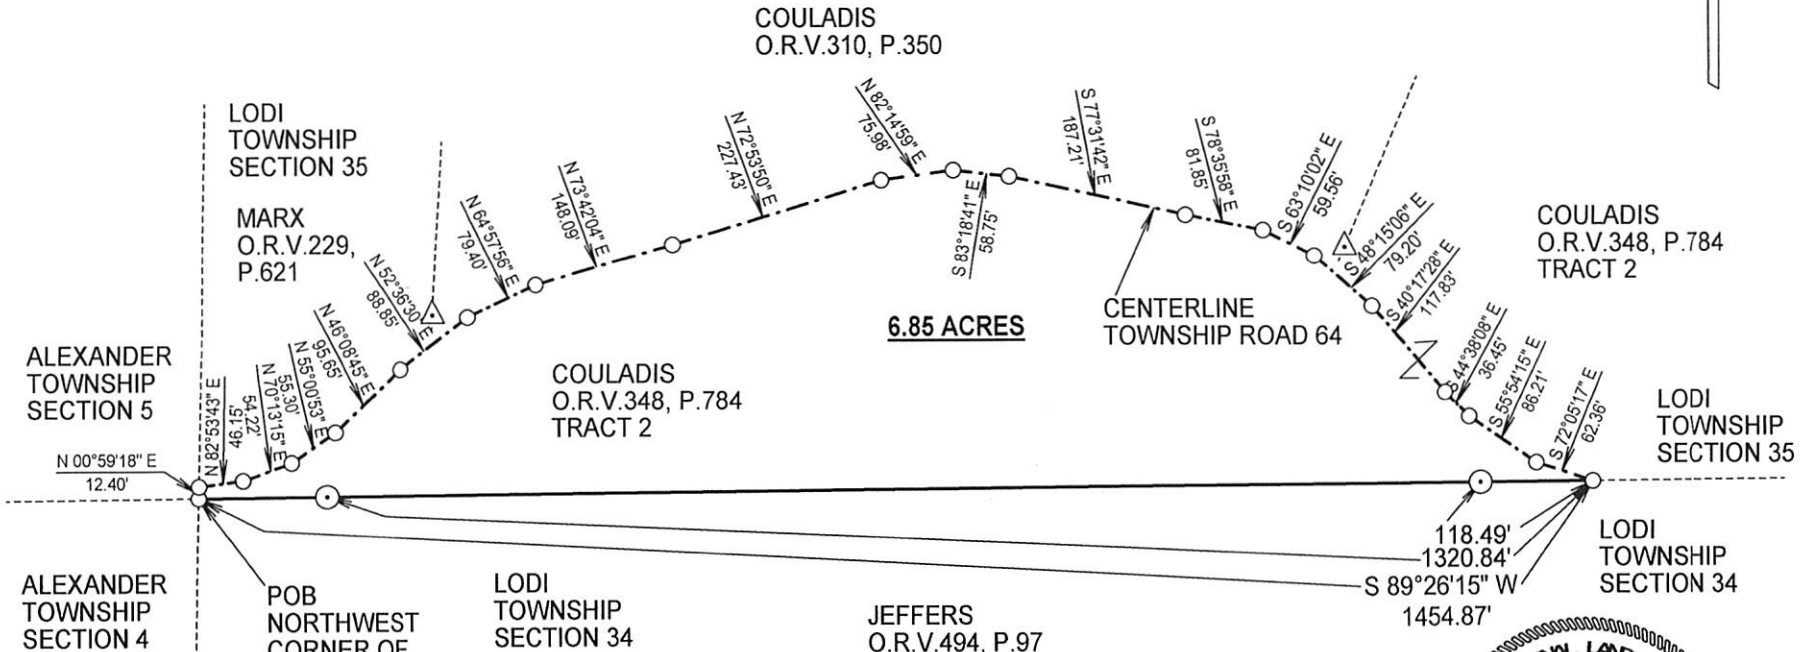 COULADIS
O.R.V.310, P.350
LODI
TOWNSHIP
SECTION 35
MARX
O.R.V.229,
P.621
ALEXANDER
TOWNSHIP
SECTION 5
N 00°59'18" E
12.40'
N 82°53'43" E
46.15'
54.22'
N 70°13'15" E
55.30'
N 55°00'53" E
95.65'
N 46°08'45" E
N 52°36'30" E
88.85'
N 64°57'56" E
79.40'
N 73°42'04" E
148.09'
N 72°53'50" E
227.43'
N 82°14'59" E
75.98'
S 83°18'41" E
58.75'
S 77°31'42" E
187.21'
S 78°35'58" E
81.85'
S 63°10'02" E
59.56'
S 48°15'06" E
79.20'
S 40°17'28" E
117.83'
S 44°38'08" E
36.45'
S 55°54'15" E
86.21'
S 72°05'17" E
62.36'
COULADIS
O.R.V.348, P.784
TRACT 2
6.85 ACRES
CENTERLINE
TOWNSHIP ROAD 64
COULADIS
O.R.V.348, P.784
TRACT 2
LODI
TOWNSHIP
SECTION 35
118.49'
1320.84'
S 89°26'15" W
1454.87'
LODI
TOWNSHIP
SECTION 34
ALEXANDER
TOWNSHIP
SECTION 4
POB
NORTHWEST
CORNER OF
LODI
TOWNSHIP
SECTION 34
JEFFERS
O.R.V.494, P.97